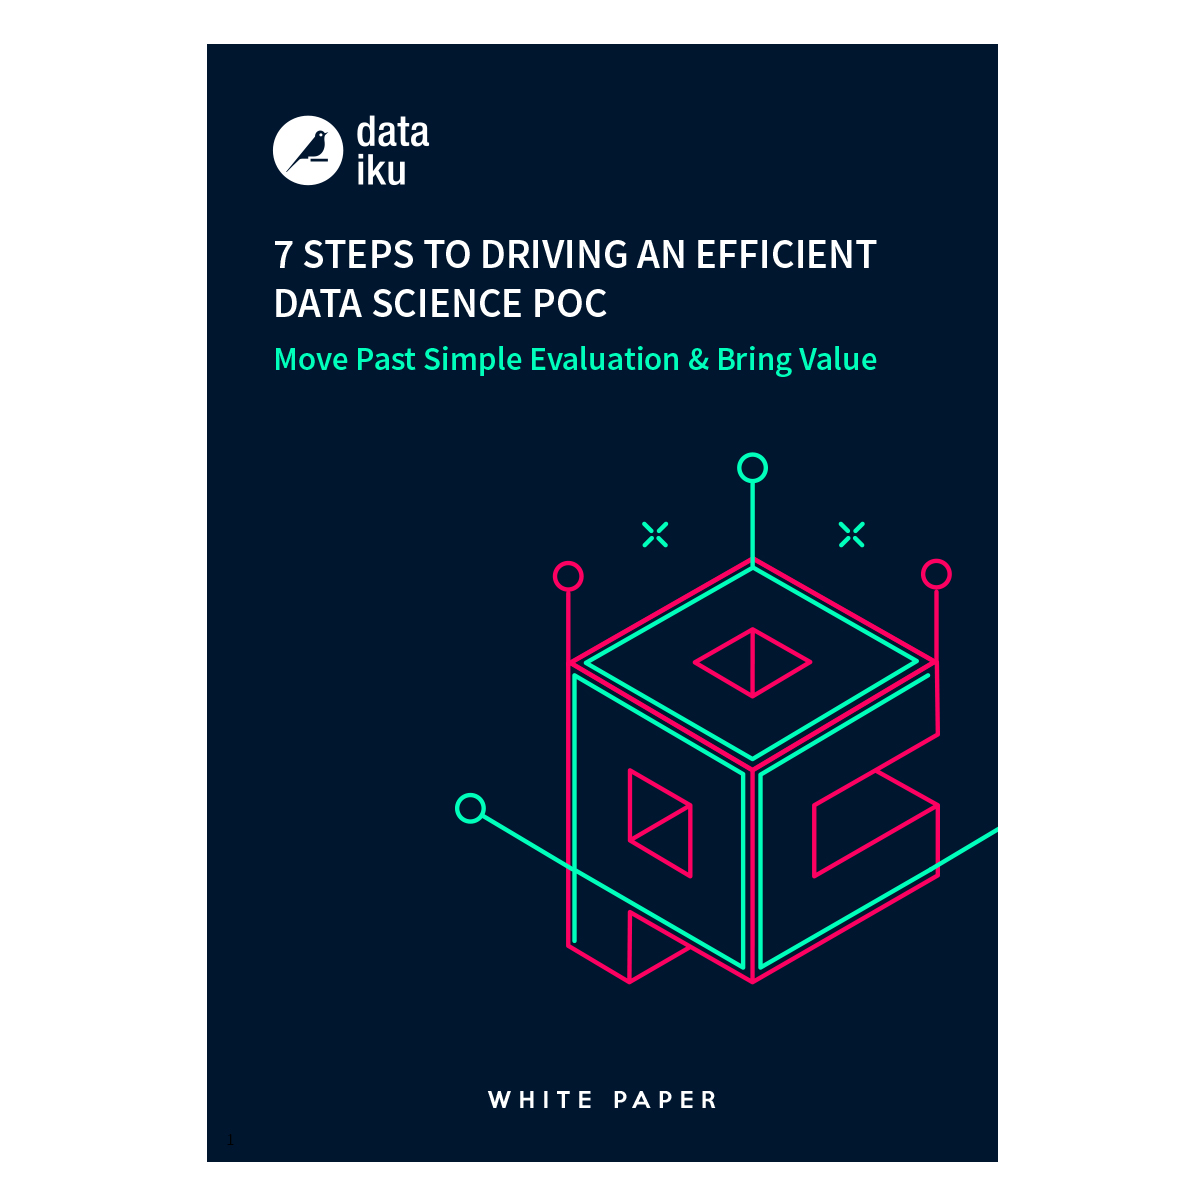 data
iku
7 STEPS TO DRIVING AN EFFICIENT
DATA SCIENCE POC
Move Past Simple Evaluation & Bring Value
WHITE PAPER
1